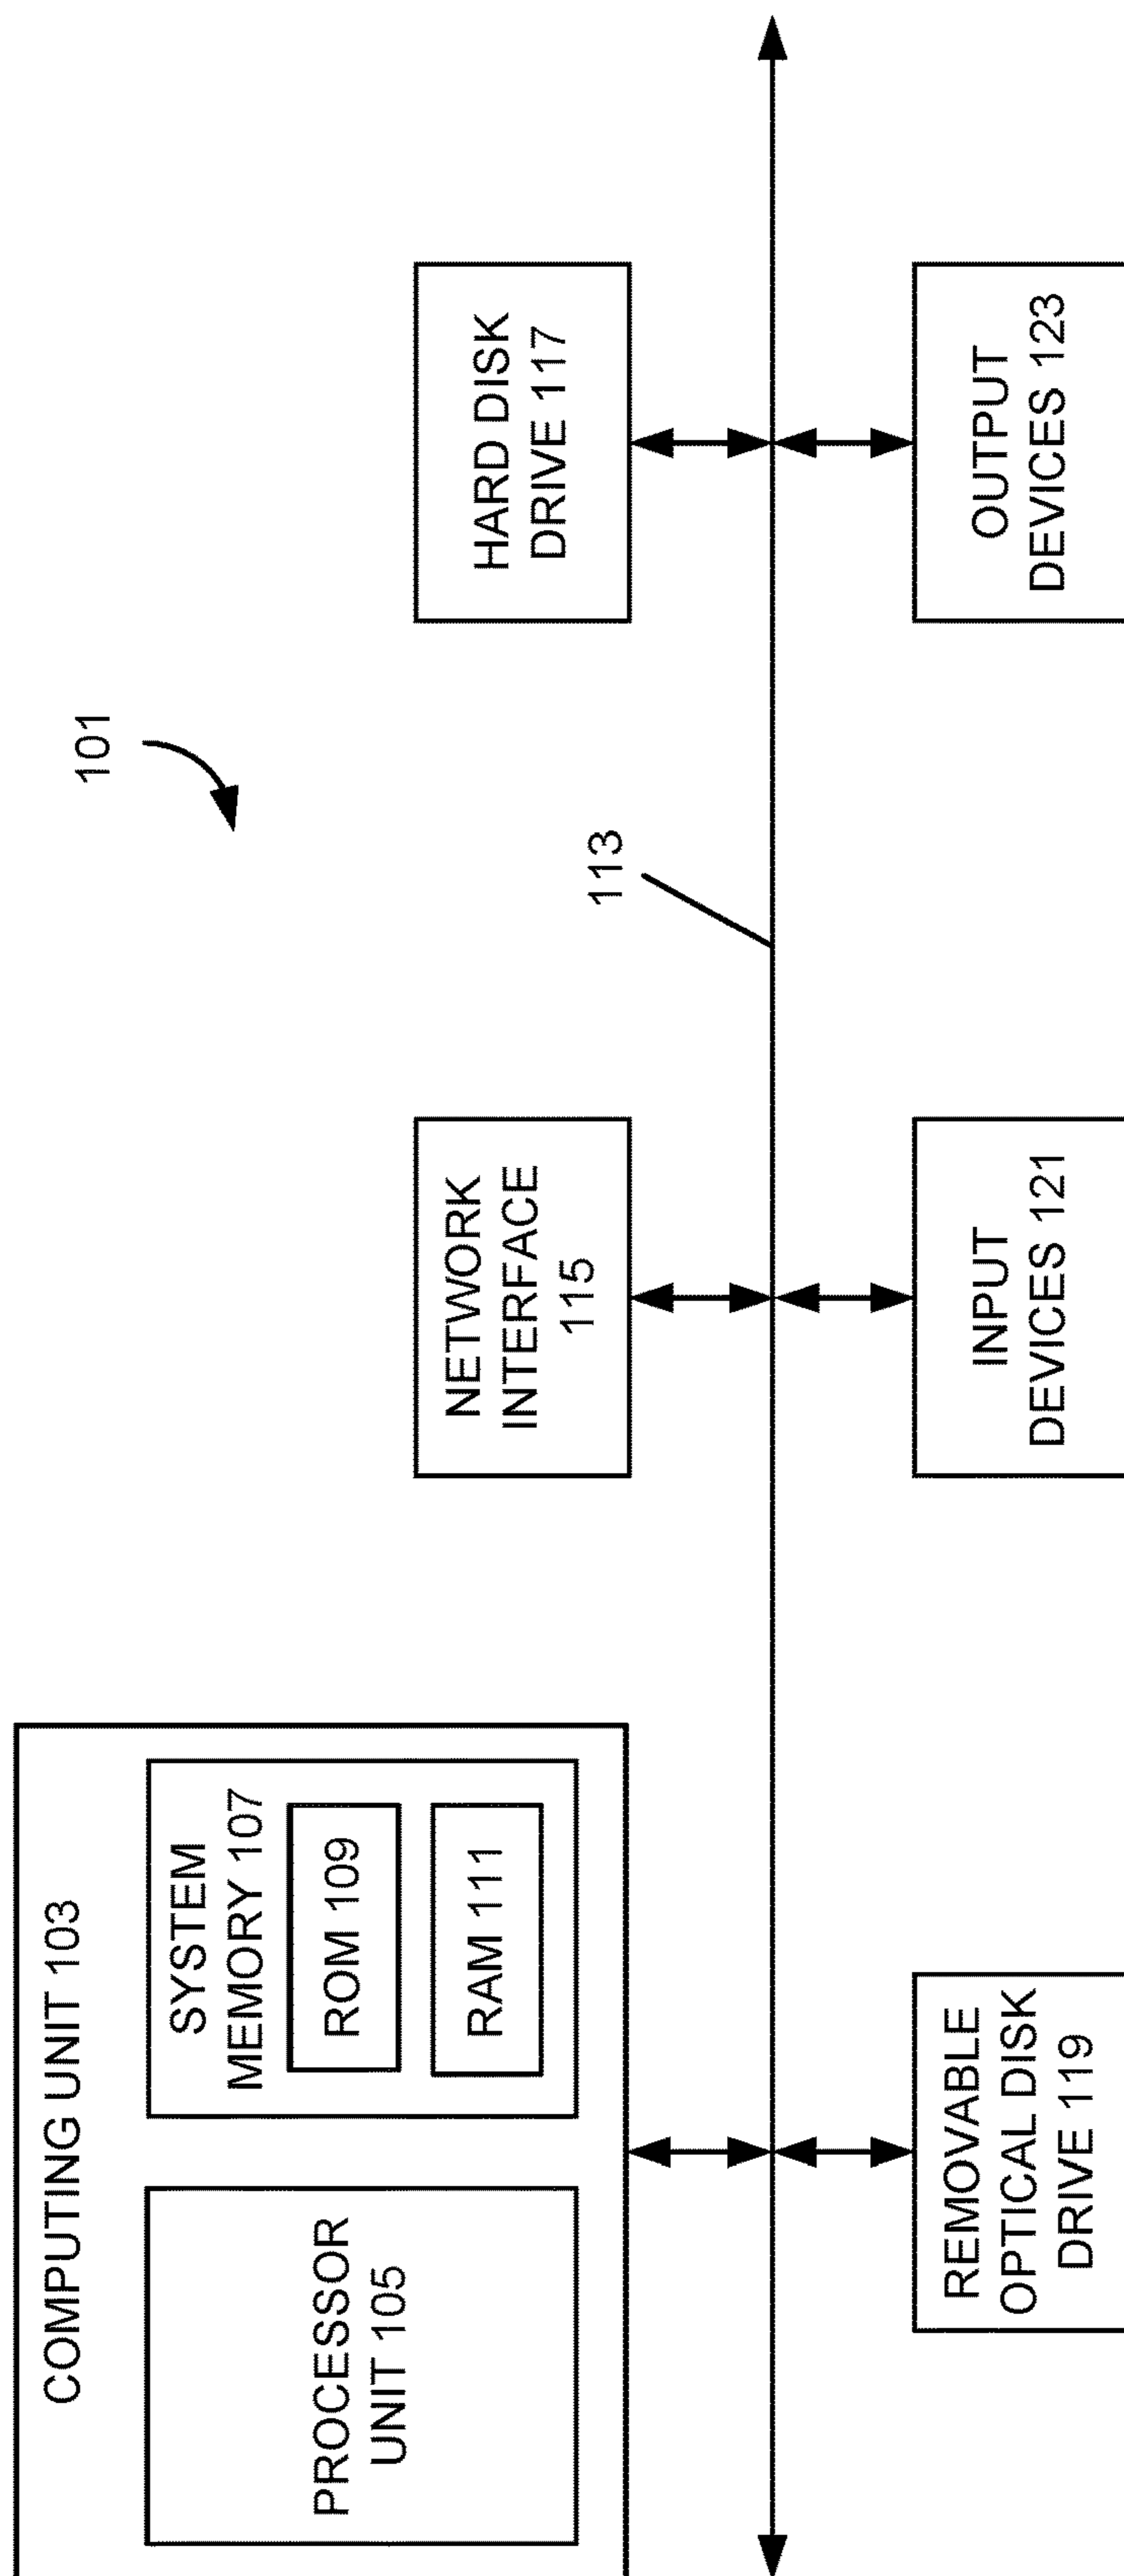 101
COMPUTING UNIT 103
PROCESSOR
UNIT 105
SYSTEM
MEMORY 107
ROM 109
RAM 111
NETWORK
INTERFACE
115
HARD DISK
DRIVE 117
113
REMOVABLE
OPTICAL DISK
DRIVE 119
INPUT
DEVICES 121
OUTPUT
DEVICES 123